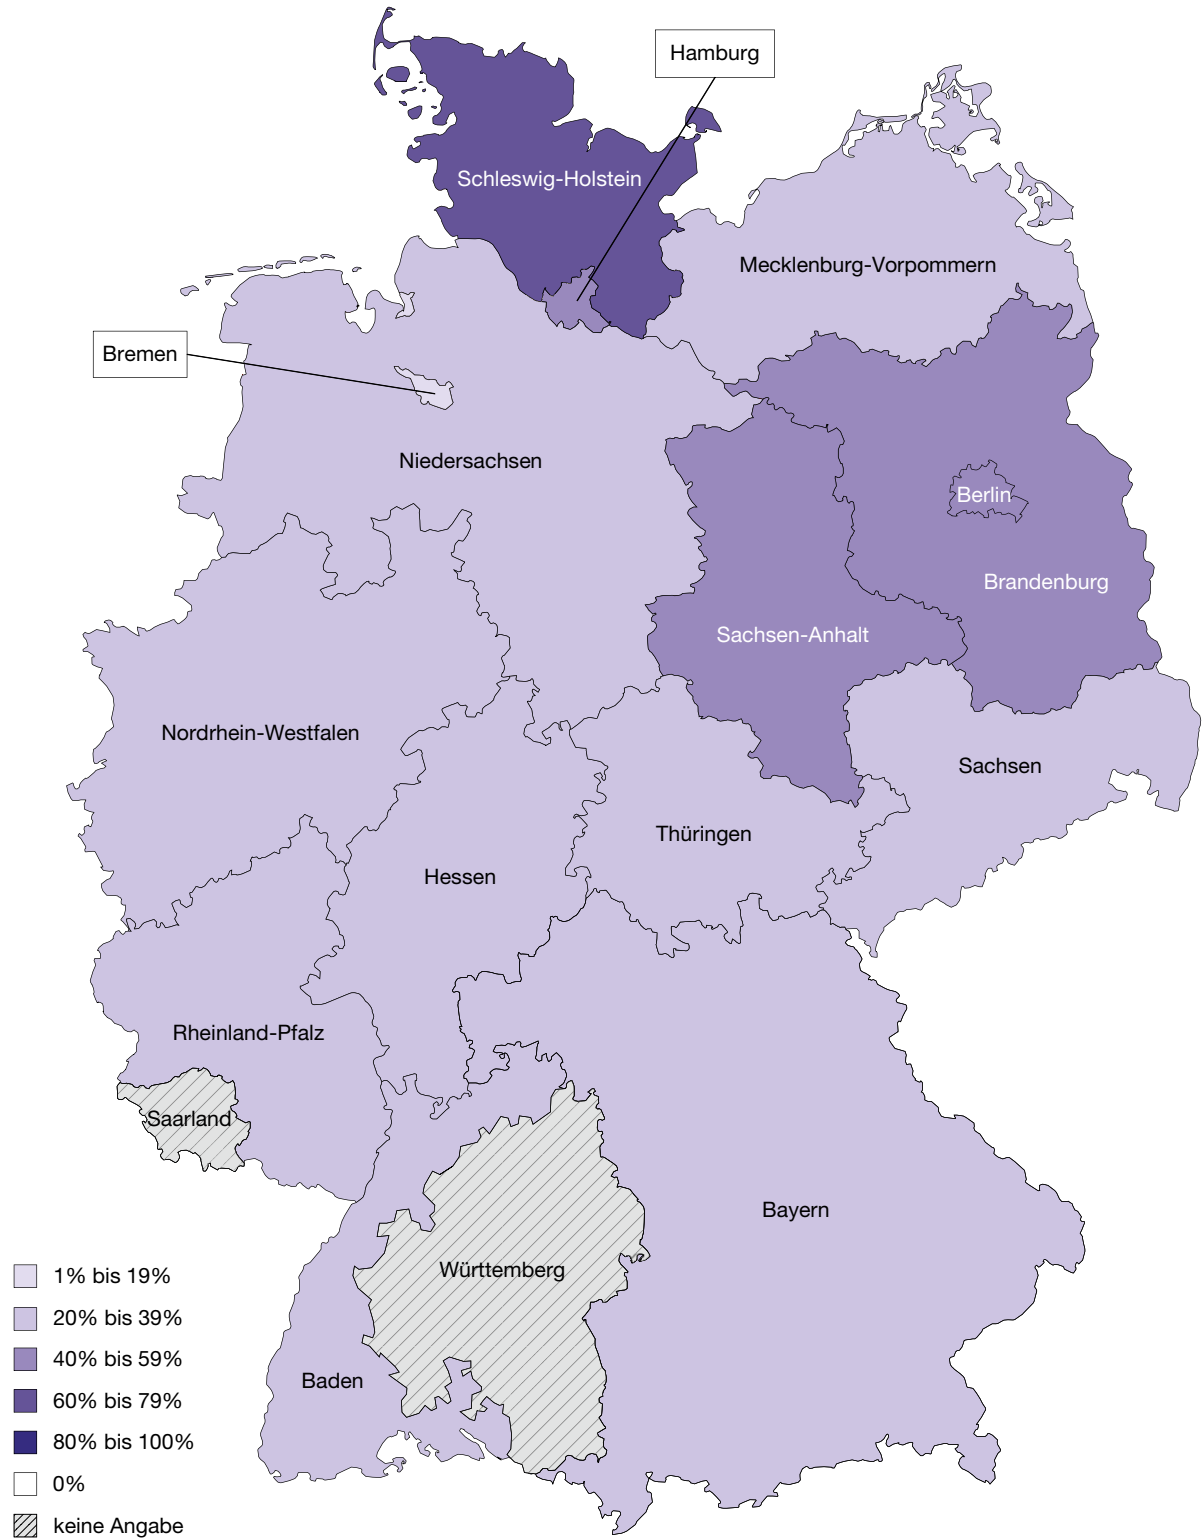 Hamburg
Schleswig-Holstein
Mecklenburg-Vorpommern
Bremen
Niedersachsen
Berlin
Brandenburg
Sachsen-Anhalt
Nordrhein-Westfalen
Sachsen
Thüringen
Hessen
Rheinland-Pfalz
Saarland
Bayern
Württemberg
Baden
1% bis 19%
20% bis 39%
40% bis 59%
60% bis 79%
80% bis 100%
0%
keine Angabe